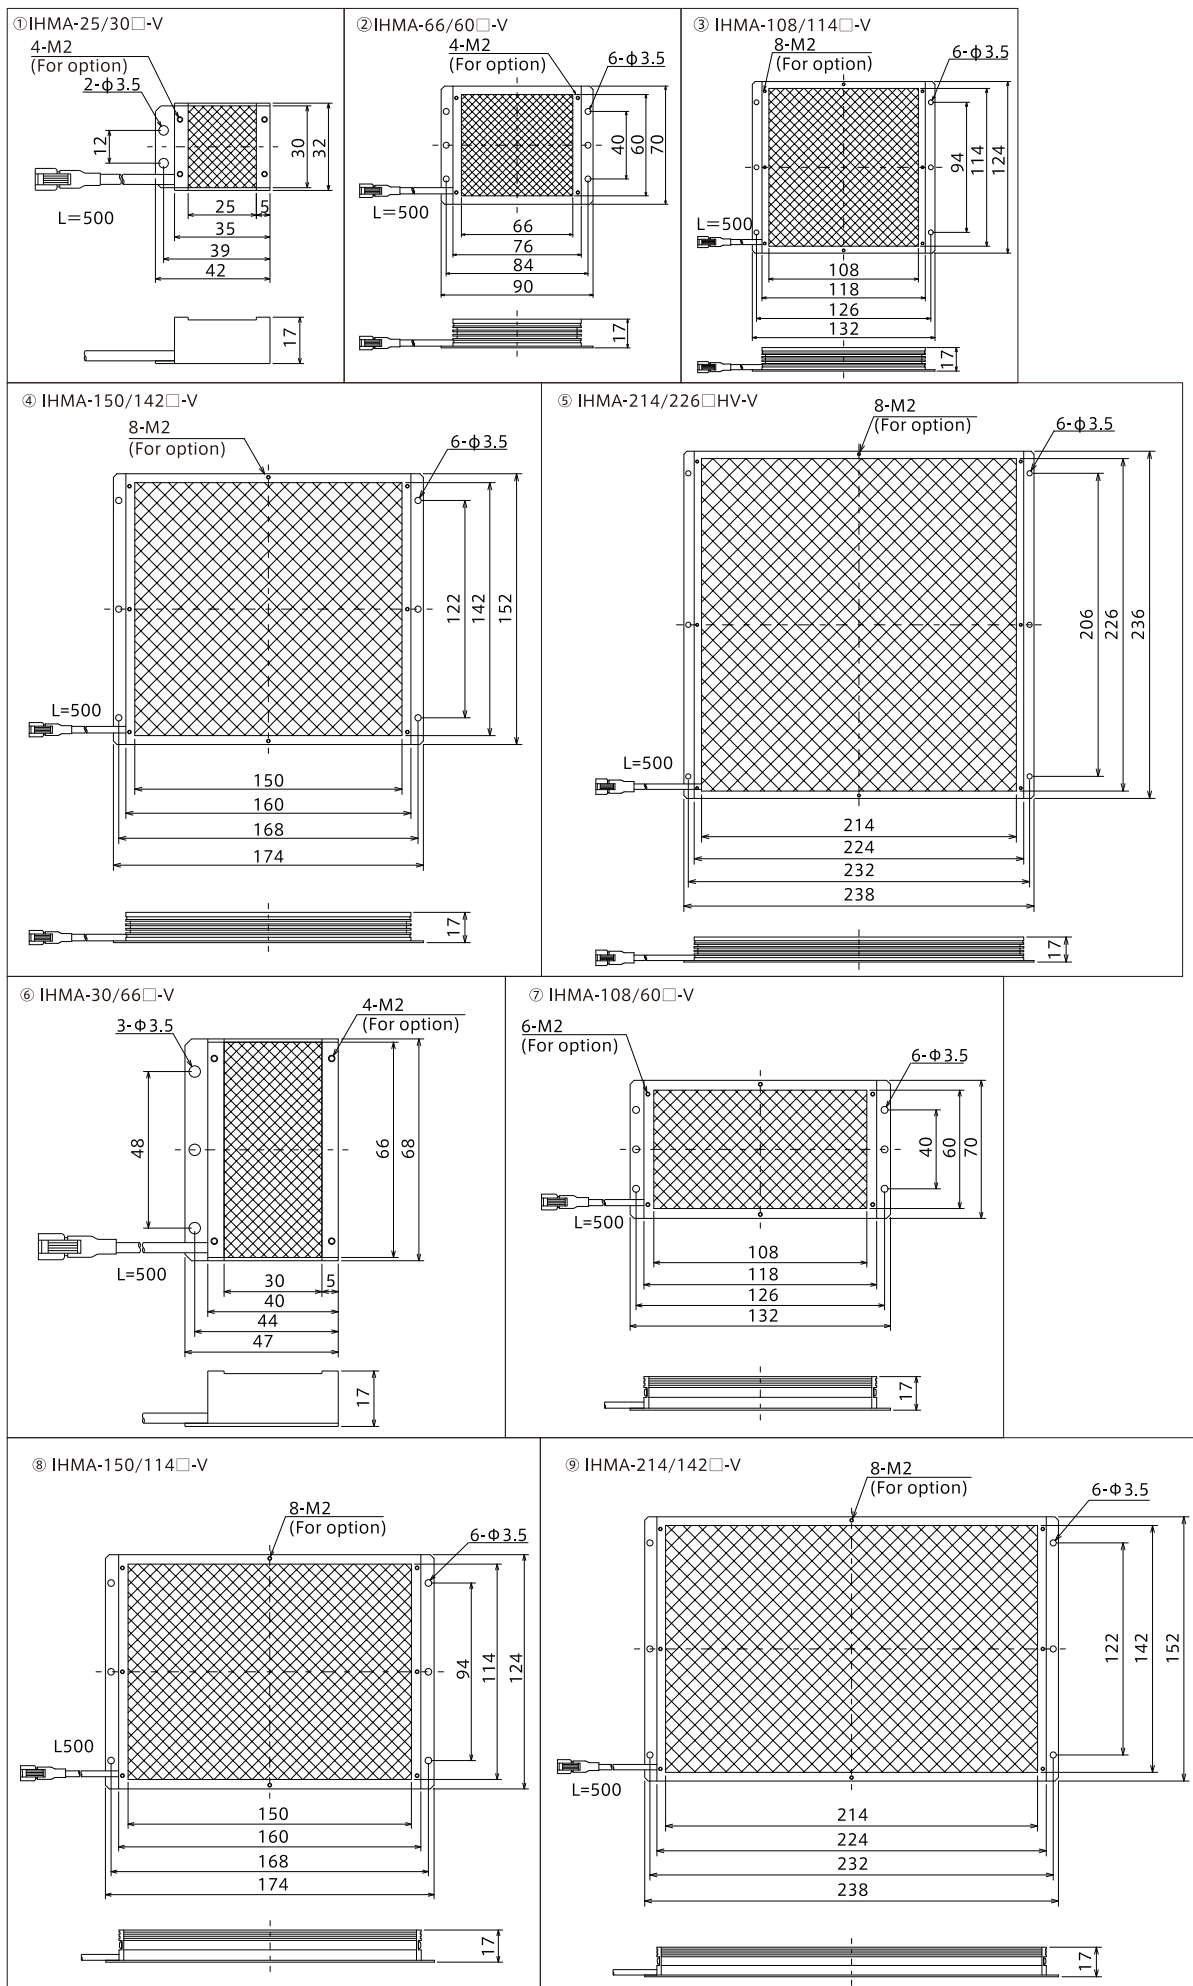 ①IHMA-25/30□-V
4-M2
(For option)
2-ϕ3.5
12
30
32
L=500
25
5
35
39
42
17
②IHMA-66/60□-V
4-M2
(For option)
6-ϕ3.5
40
60
70
L=500
66
76
84
90
17
③ IHMA-108/114□-V
8-M2
(For option)
6-ϕ3.5
94
114
124
L=500
108
118
126
132
17
④ IHMA-150/142□-V
8-M2
(For option)
6-ϕ3.5
122
142
152
L=500
150
160
168
174
17
⑤ IHMA-214/226□HV-V
8-M2
(For option)
6-ϕ3.5
206
226
236
L=500
214
224
232
238
17
⑥ IHMA-30/66□-V
3-Φ3.5
4-M2
(For option)
48
66
68
L=500
30
5
40
44
47
17
⑦ IHMA-108/60□-V
6-M2
(For option)
6-Φ3.5
40
60
70
L=500
108
118
126
132
17
⑧ IHMA-150/114□-V
8-M2
(For option)
6-Φ3.5
94
114
124
L500
150
160
168
174
17
⑨ IHMA-214/142□-V
8-M2
(For option)
6-Φ3.5
122
142
152
L=500
214
224
232
238
17